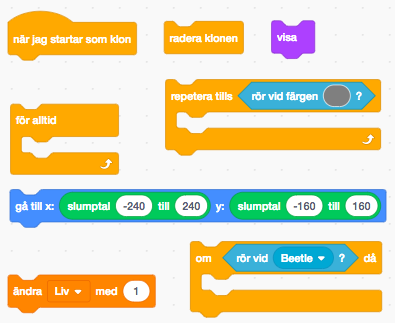 när jag startar som klon
radera klonen
visa
repetera tills rör vid färgen ?
för alltid
gå till x: slumptal -240 till 240 y: slumptal -160 till 160
om rör vid Beetle ? då
ändra Liv med 1